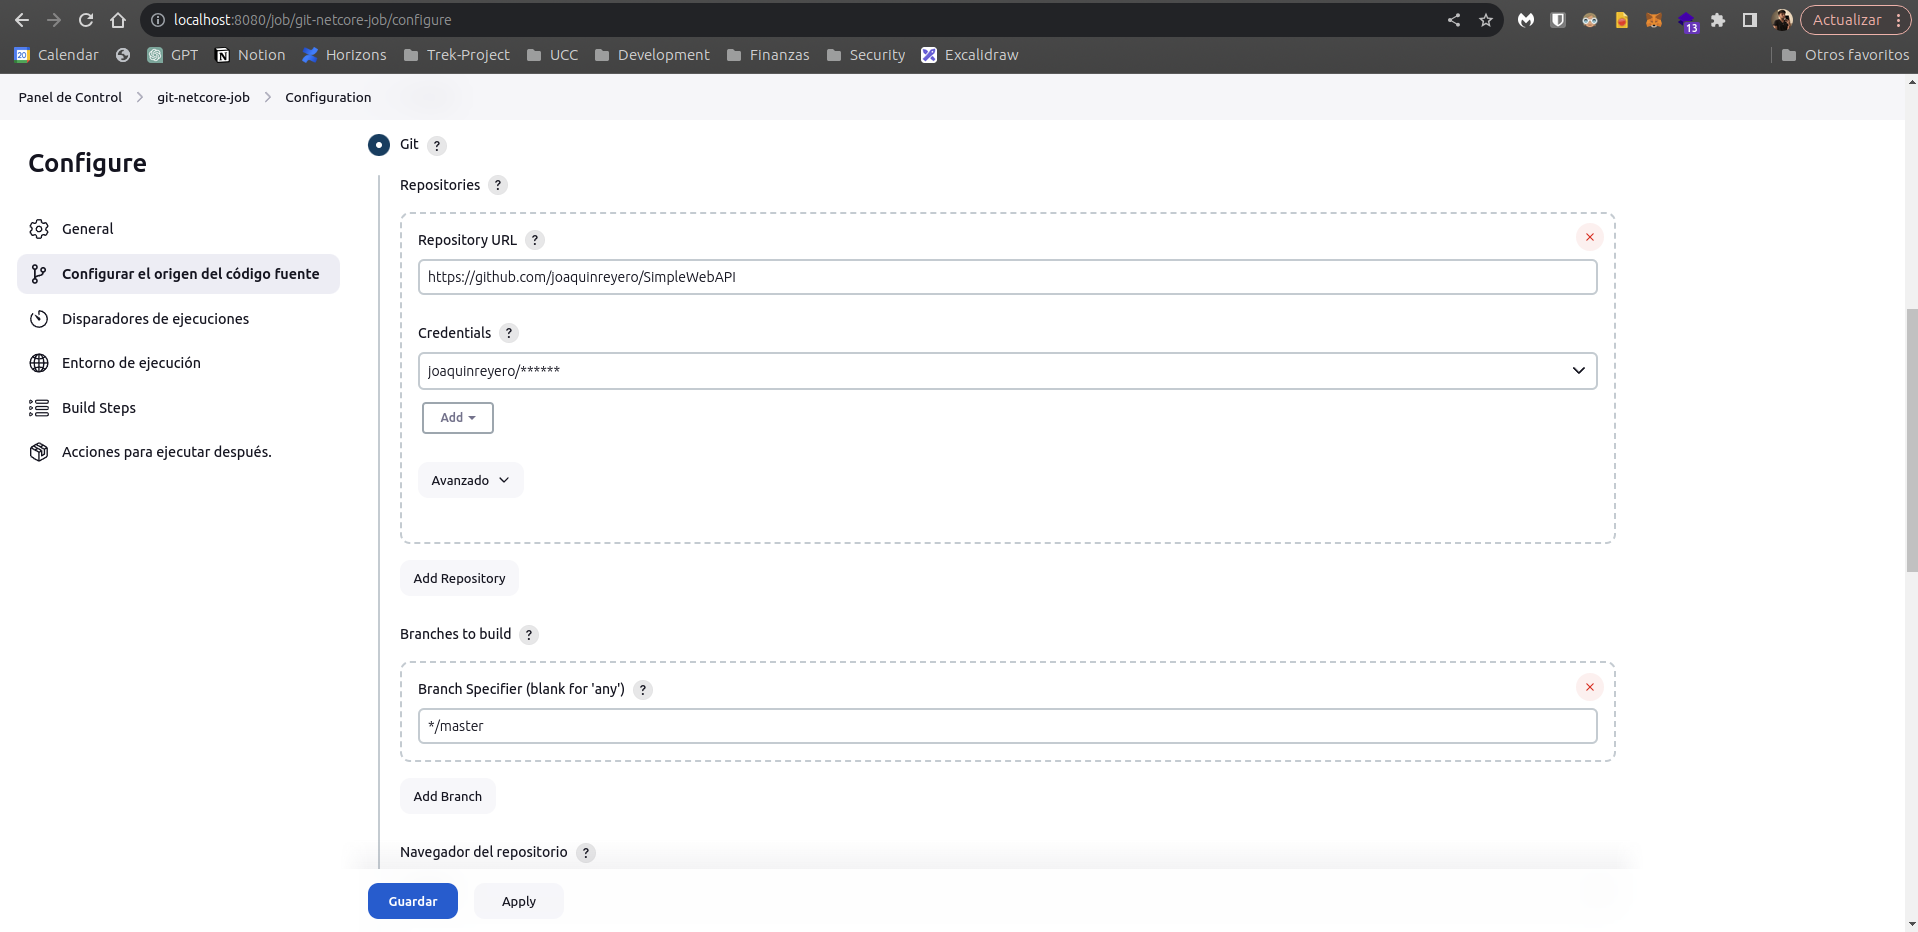 localhost:8080/job/git-netcore-job/configure
13
Actualizar
20 Calendar GPT Notion Horizons Trek-Project UCC Development Finanzas Security Excalidraw Otros favoritos
Panel de Control git-netcore-job Configuration
Configure
General
Configurar el origen del código fuente
Disparadores de ejecuciones
Entorno de ejecución
Build Steps
Acciones para ejecutar después.
Git ?
Repositories ?
Repository URL ?
https://github.com/joaquinreyero/SimpleWebAPI
Credentials ?
joaquinreyero/******
Add
Avanzado
Add Repository
Branches to build ?
Branch Specifier (blank for 'any') ?
*/master
Add Branch
Navegador del repositorio ?
Guardar Apply